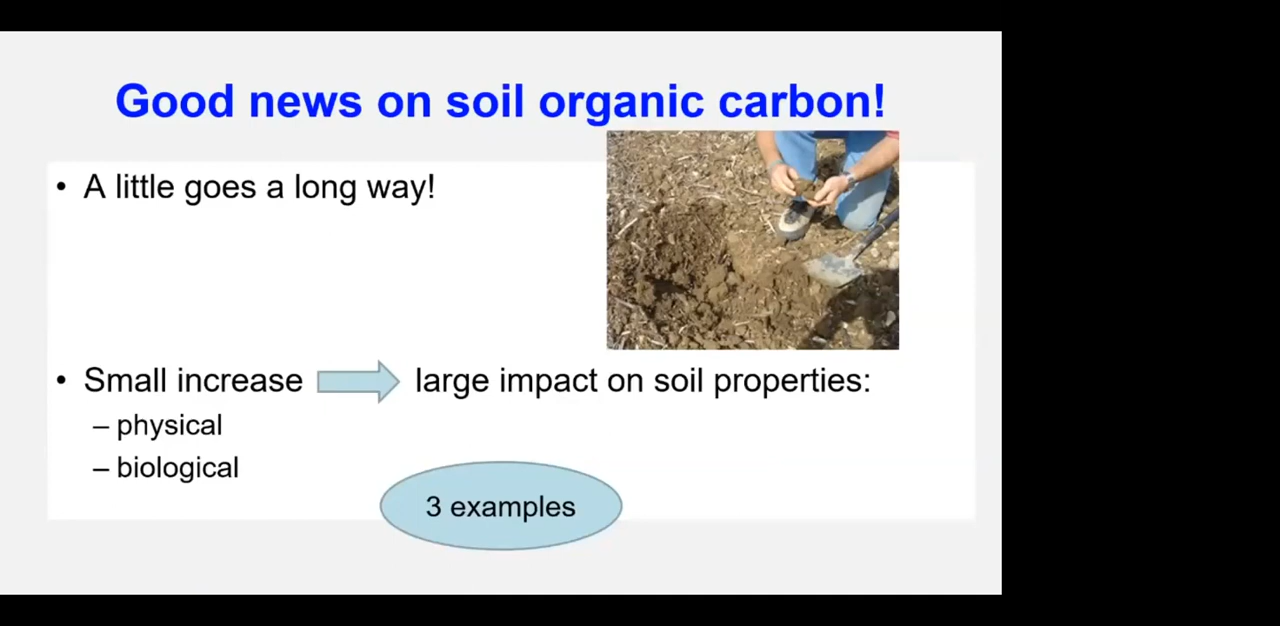 Good news on soil organic carbon!
• A little goes a long way!
• Small increase large impact on soil properties:
– physical
– biological
3 examples